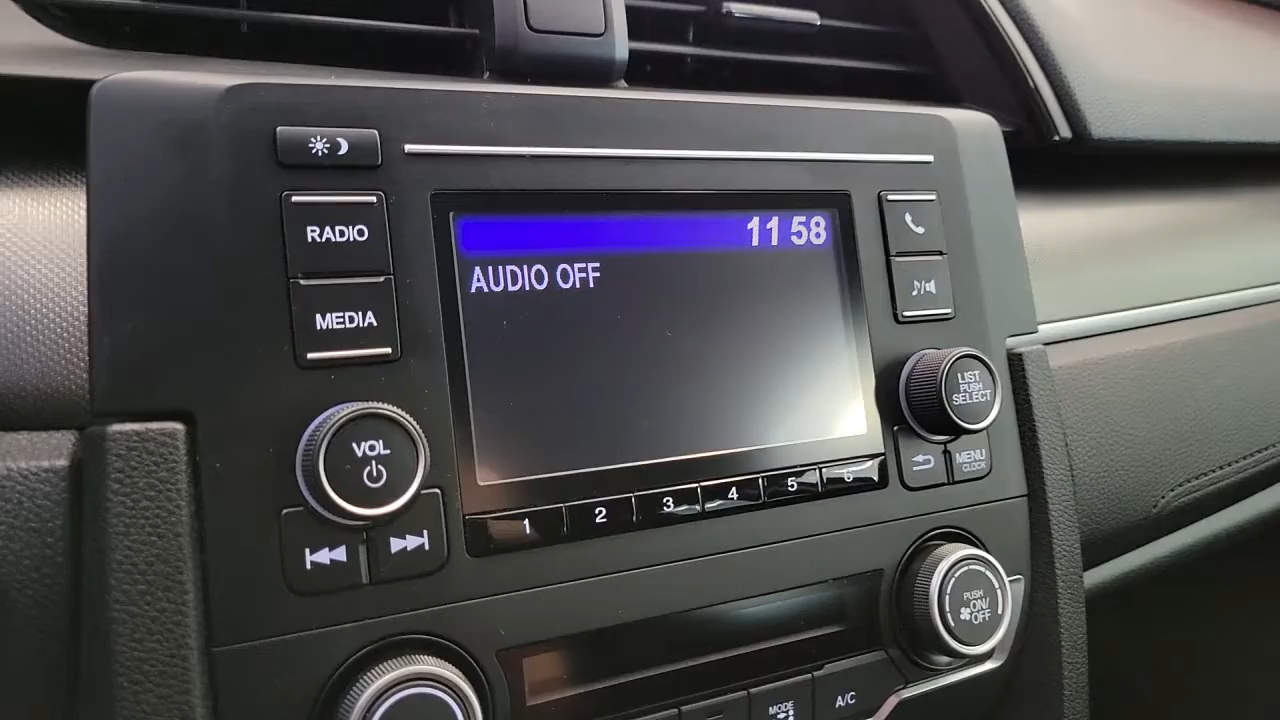 RADIO
MEDIA
11 58
AUDIO OFF
VOL
LIST
PUSH
SELECT
MENU
CLOCK
1 2 3 4 5 6
PUSH
ON/
OFF
MODE
A/C